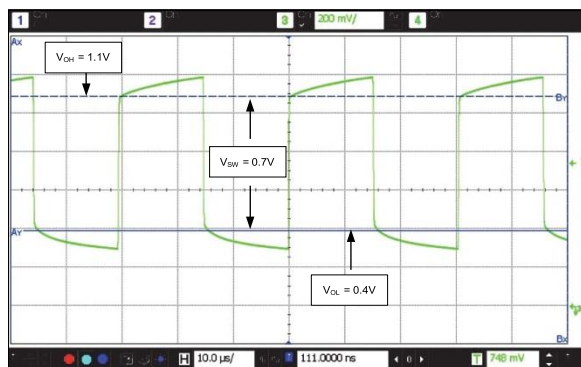 1 2 3 200 mV/ 4
AX
VOH = 1.1V
BY
VSW = 0.7V
AY
VOL = 0.4V
BX
H 10.0 µs/ 111.0000 ns 0 T 748 mV